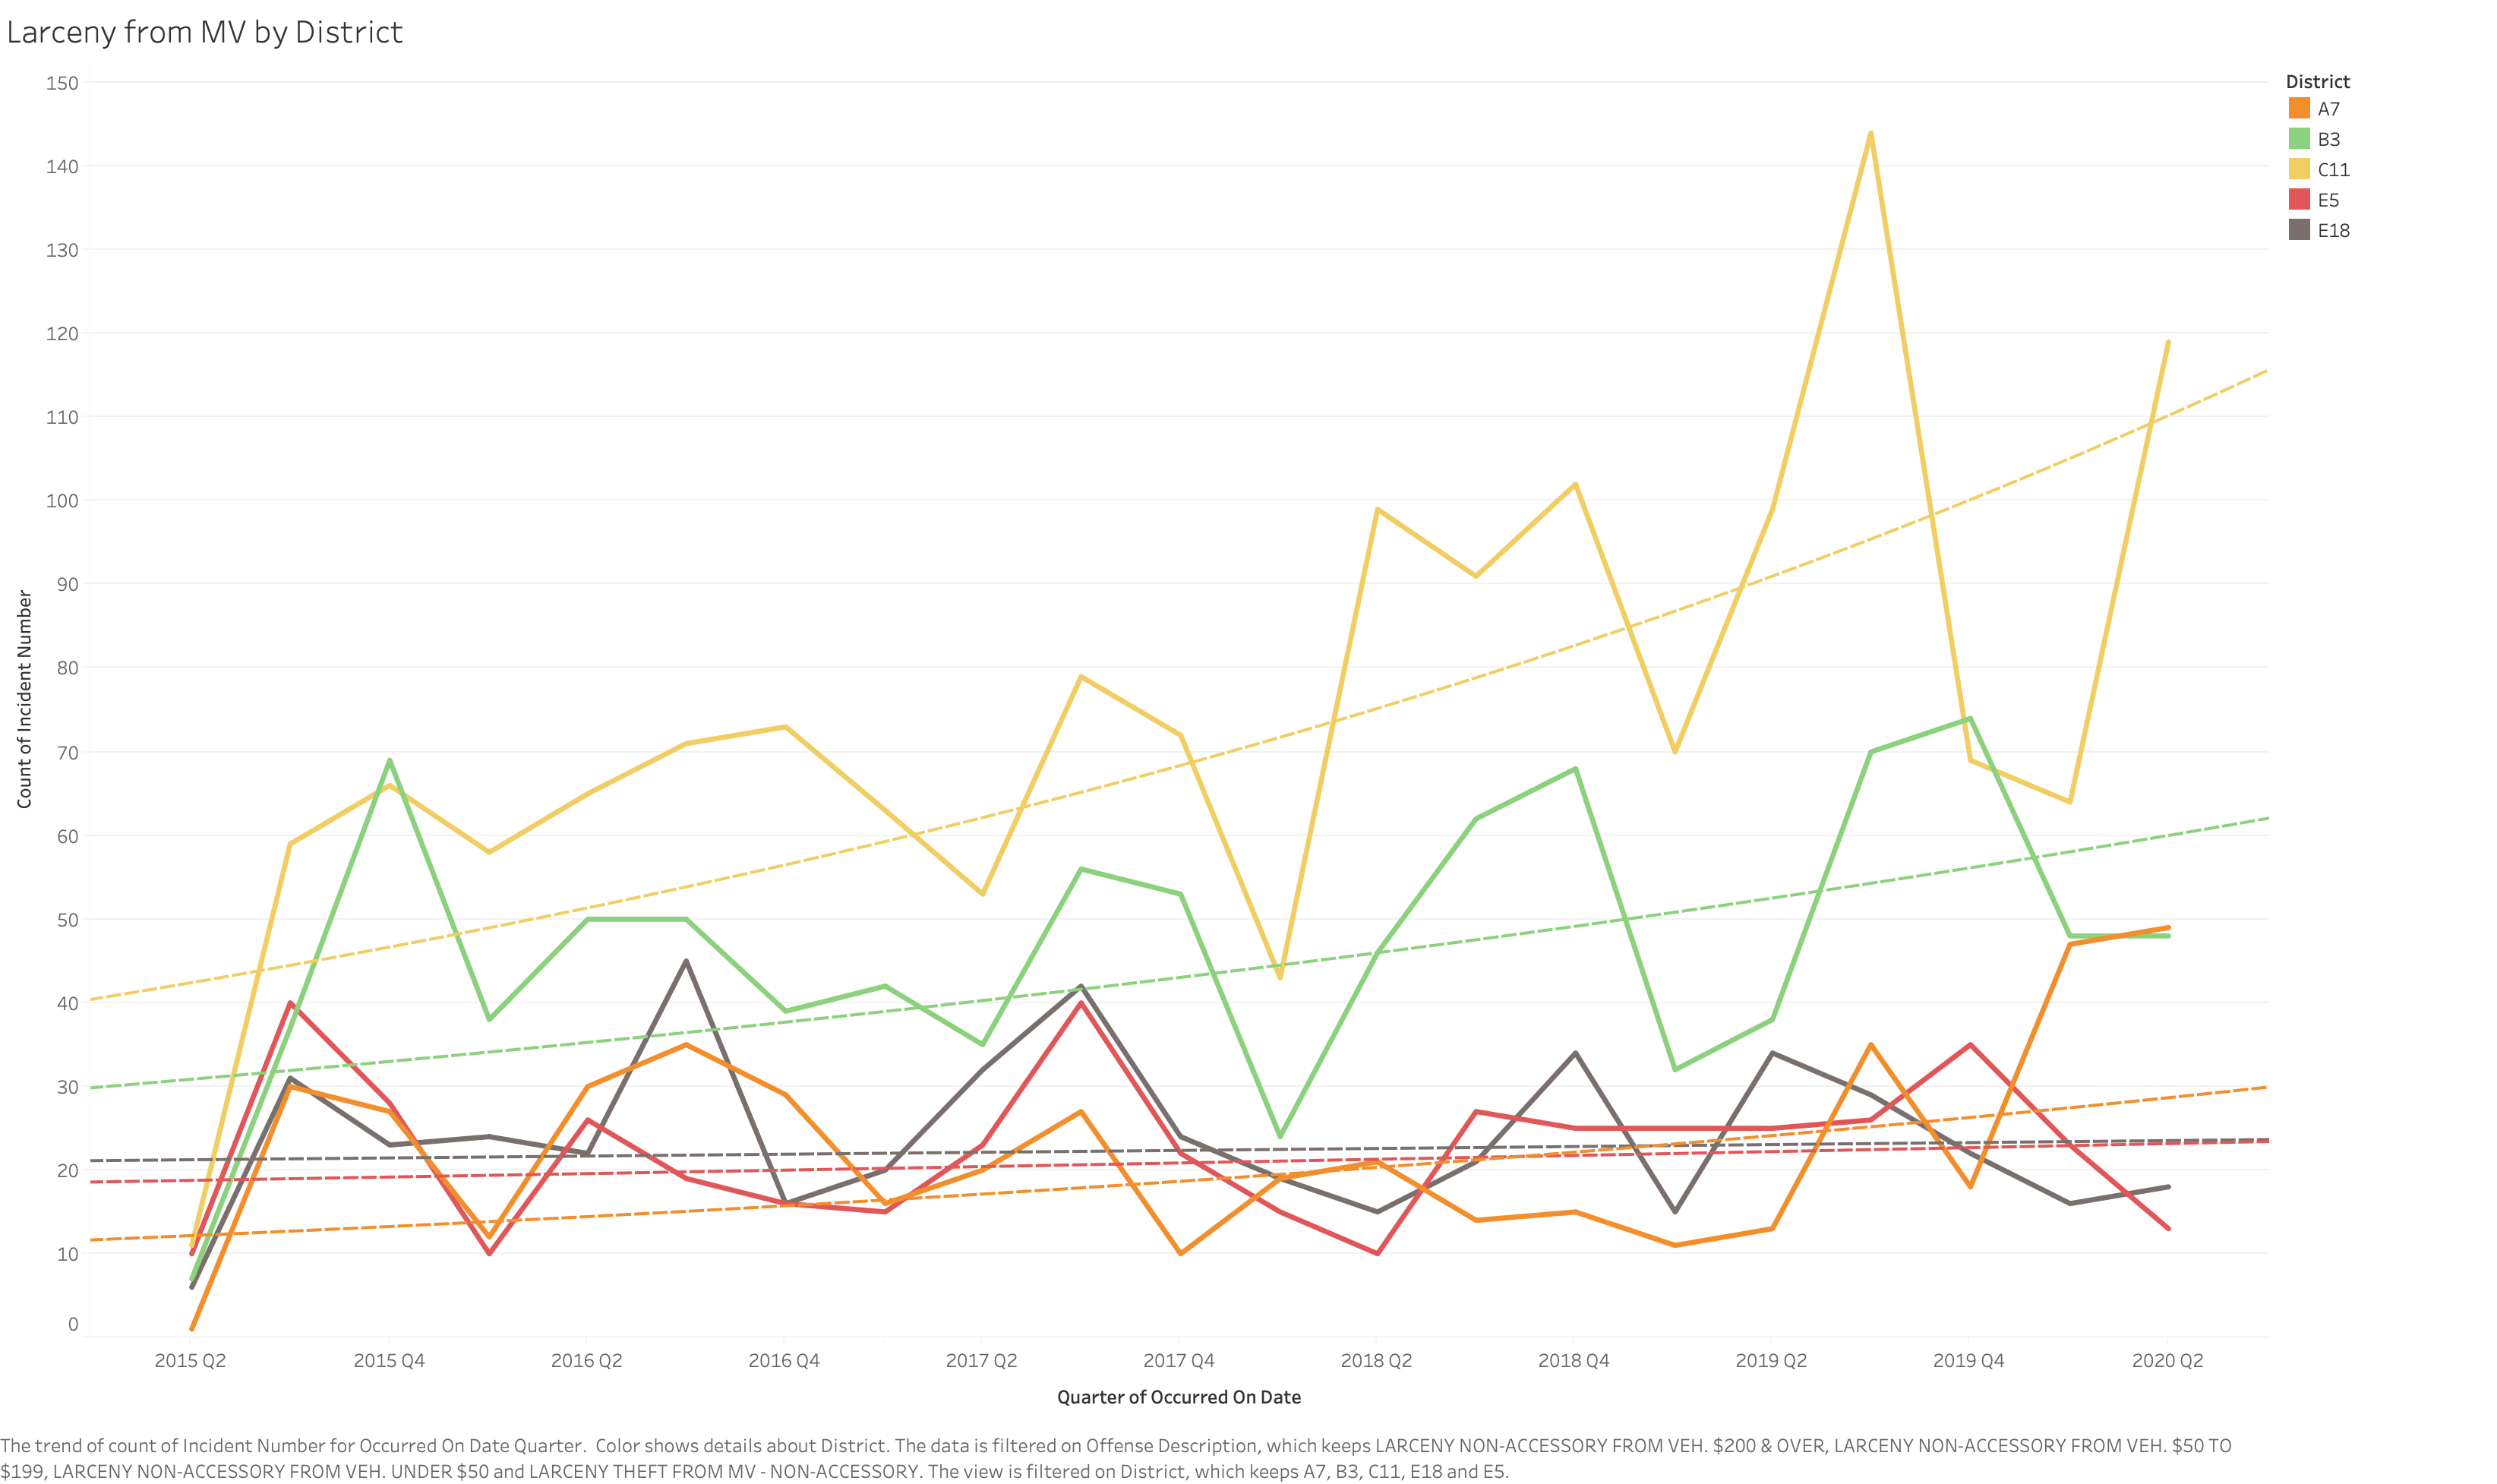 Larceny from MV by District
150
140
130
120
110
100
90
80
70
60
50
40
30
20
10
0
Count of Incident Number
2015 Q2
2015 Q4
2016 Q2
2016 Q4
2017 Q2
2017 Q4
2018 Q2
2018 Q4
2019 Q2
2019 Q4
2020 Q2
Quarter of Occurred On Date
District
A7
B3
C11
E5
E18
The trend of count of Incident Number for Occurred On Date Quarter.  Color shows details about District. The data is filtered on Offense Description, which keeps LARCENY NON-ACCESSORY FROM VEH. $200 & OVER, LARCENY NON-ACCESSORY FROM VEH. $50 TO
$199, LARCENY NON-ACCESSORY FROM VEH. UNDER $50 and LARCENY THEFT FROM MV - NON-ACCESSORY. The view is filtered on District, which keeps A7, B3, C11, E18 and E5.